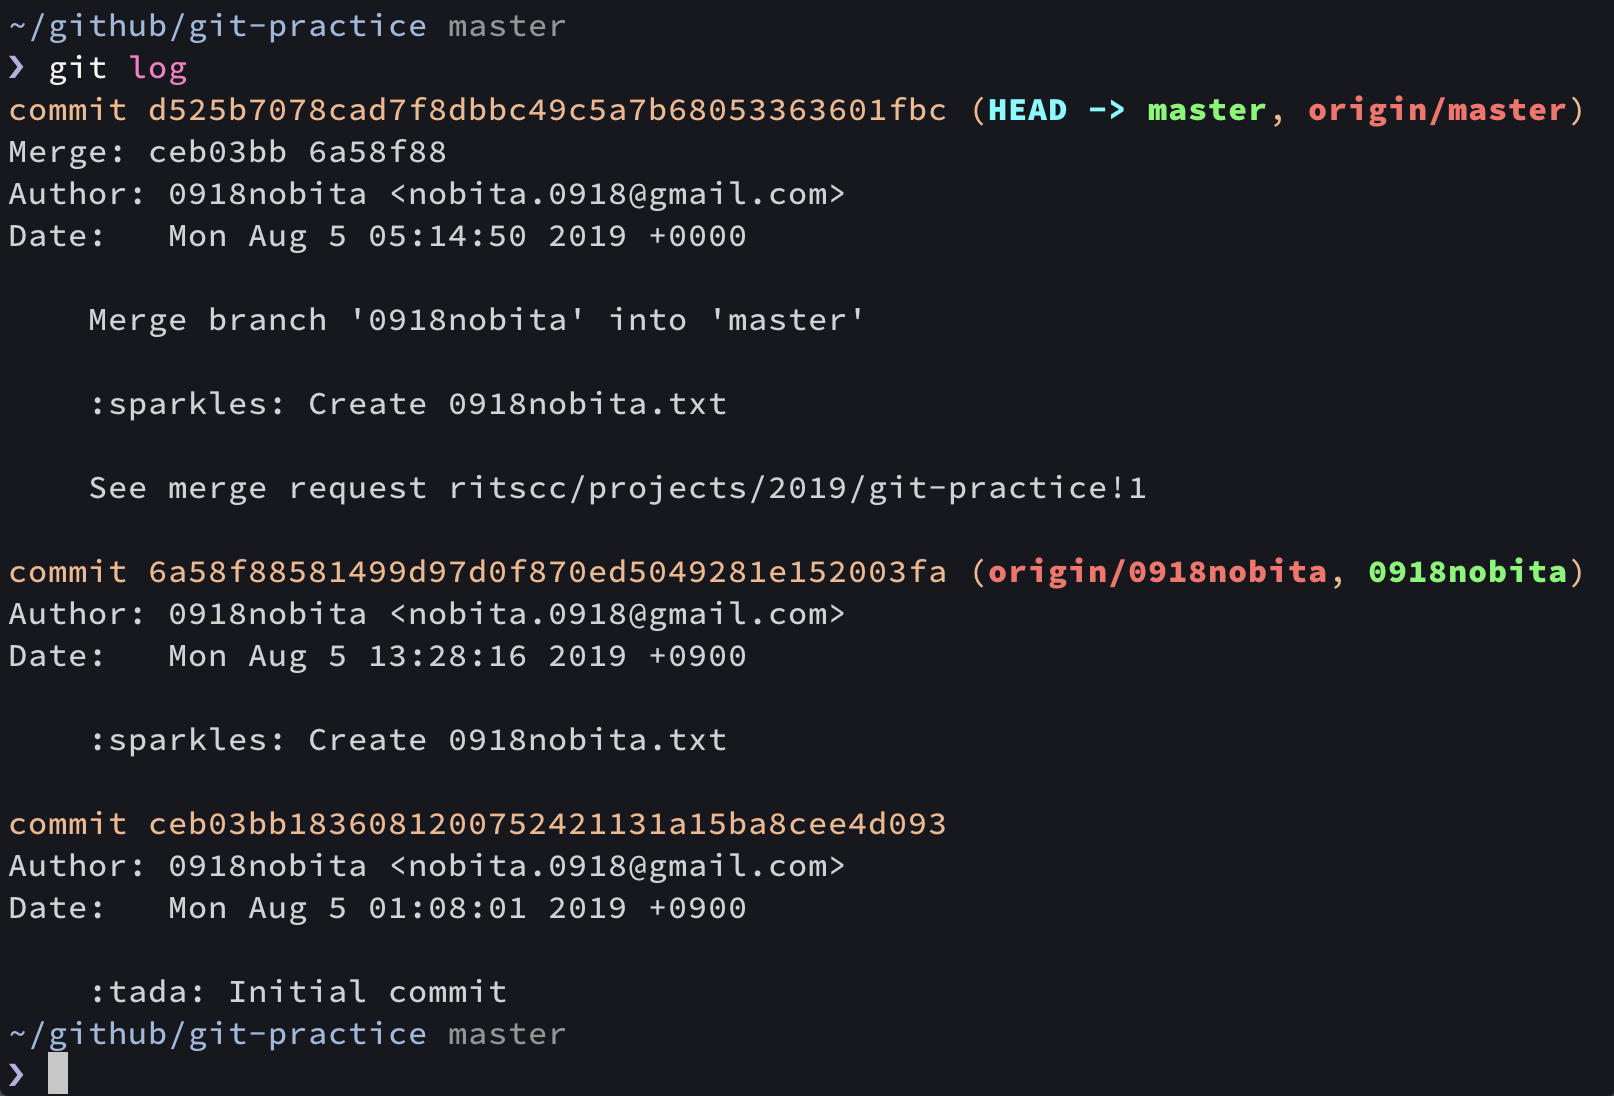 ~/github/git-practice master
❯ git log
commit d525b7078cad7f8dbbc49c5a7b68053363601fbc (HEAD -> master, origin/master)
Merge: ceb03bb 6a58f88
Author: 0918nobita <nobita.0918@gmail.com>
Date:   Mon Aug 5 05:14:50 2019 +0000
    Merge branch '0918nobita' into 'master'
    :sparkles: Create 0918nobita.txt
    See merge request ritscc/projects/2019/git-practice!1
commit 6a58f88581499d97d0f870ed5049281e152003fa (origin/0918nobita, 0918nobita)
Author: 0918nobita <nobita.0918@gmail.com>
Date:   Mon Aug 5 13:28:16 2019 +0900
    :sparkles: Create 0918nobita.txt
commit ceb03bb1836081200752421131a15ba8cee4d093
Author: 0918nobita <nobita.0918@gmail.com>
Date:   Mon Aug 5 01:08:01 2019 +0900
    :tada: Initial commit
~/github/git-practice master
❯